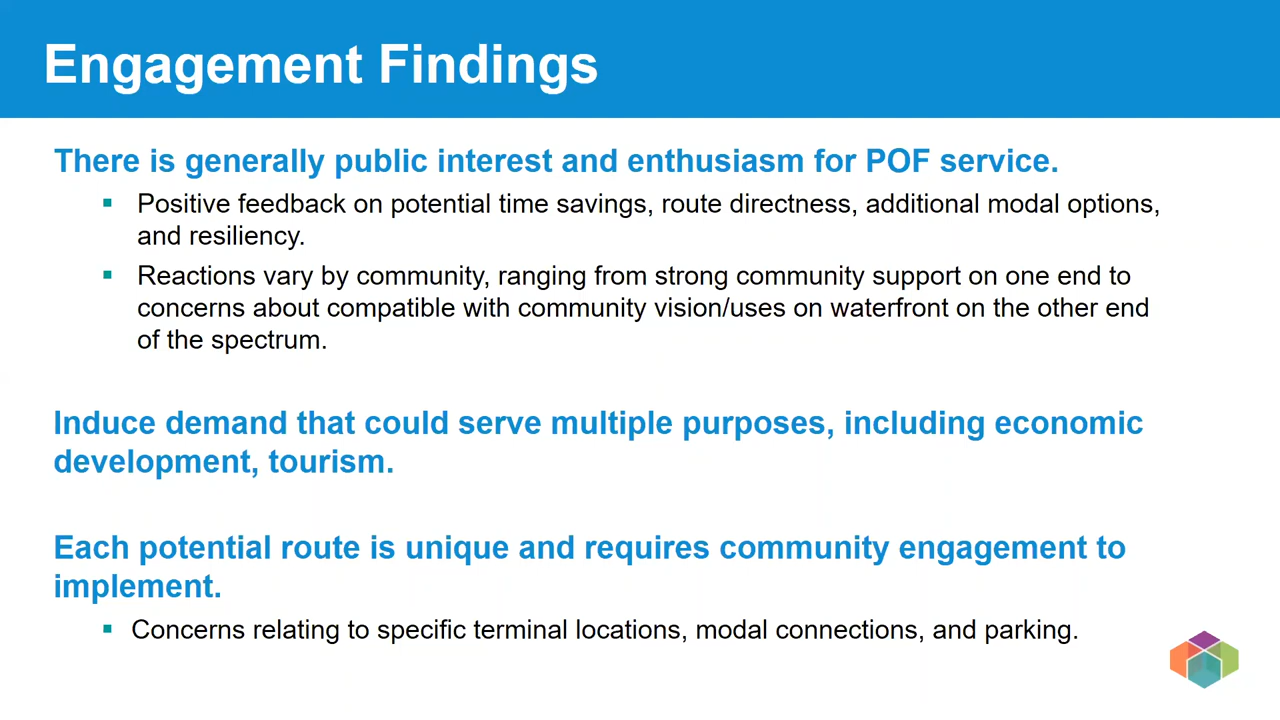 Engagement Findings
There is generally public interest and enthusiasm for POF service.
▪ Positive feedback on potential time savings, route directness, additional modal options,
and resiliency.
▪ Reactions vary by community, ranging from strong community support on one end to
concerns about compatible with community vision/uses on waterfront on the other end
of the spectrum.
Induce demand that could serve multiple purposes, including economic
development, tourism.
Each potential route is unique and requires community engagement to
implement.
▪ Concerns relating to specific terminal locations, modal connections, and parking.